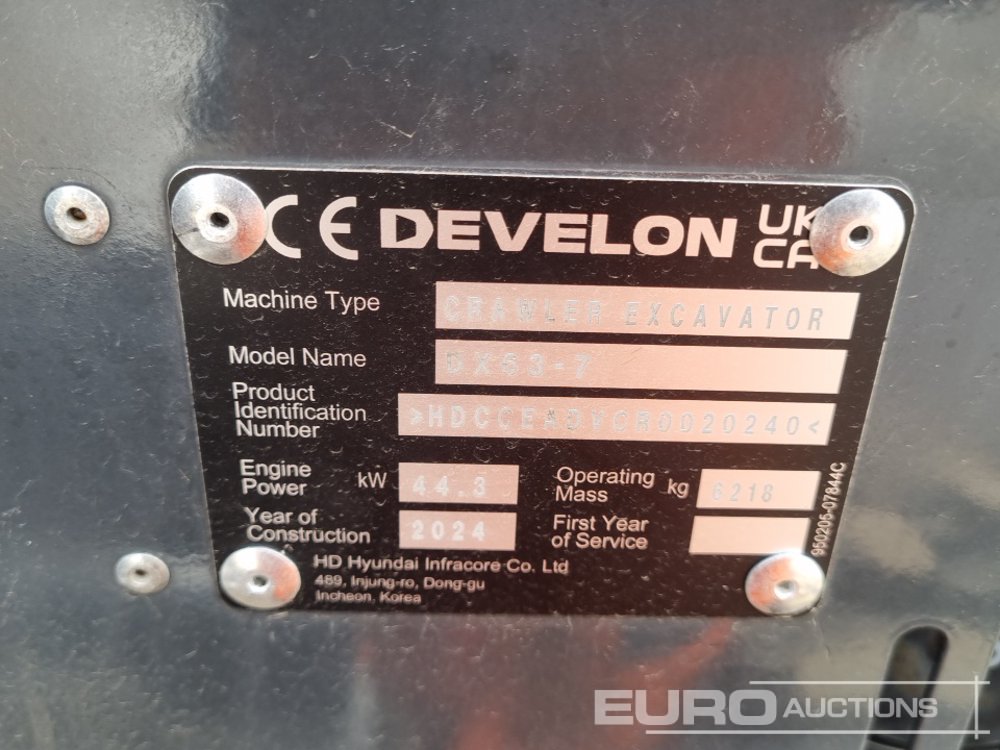 CE DEVELON UK CA
Machine Type CRAWLER EXCAVATOR
Model Name DX63-7
Product Identification Number >HDCCEADVCR0020240<
Engine Power kW 44.3
Operating Mass kg 6218
Year of Construction 2024
First Year of Service
HD Hyundai Infracore Co. Ltd
489, Injung-ro, Dong-gu
Incheon, Korea
950205-07844C
EURO AUCTIONS